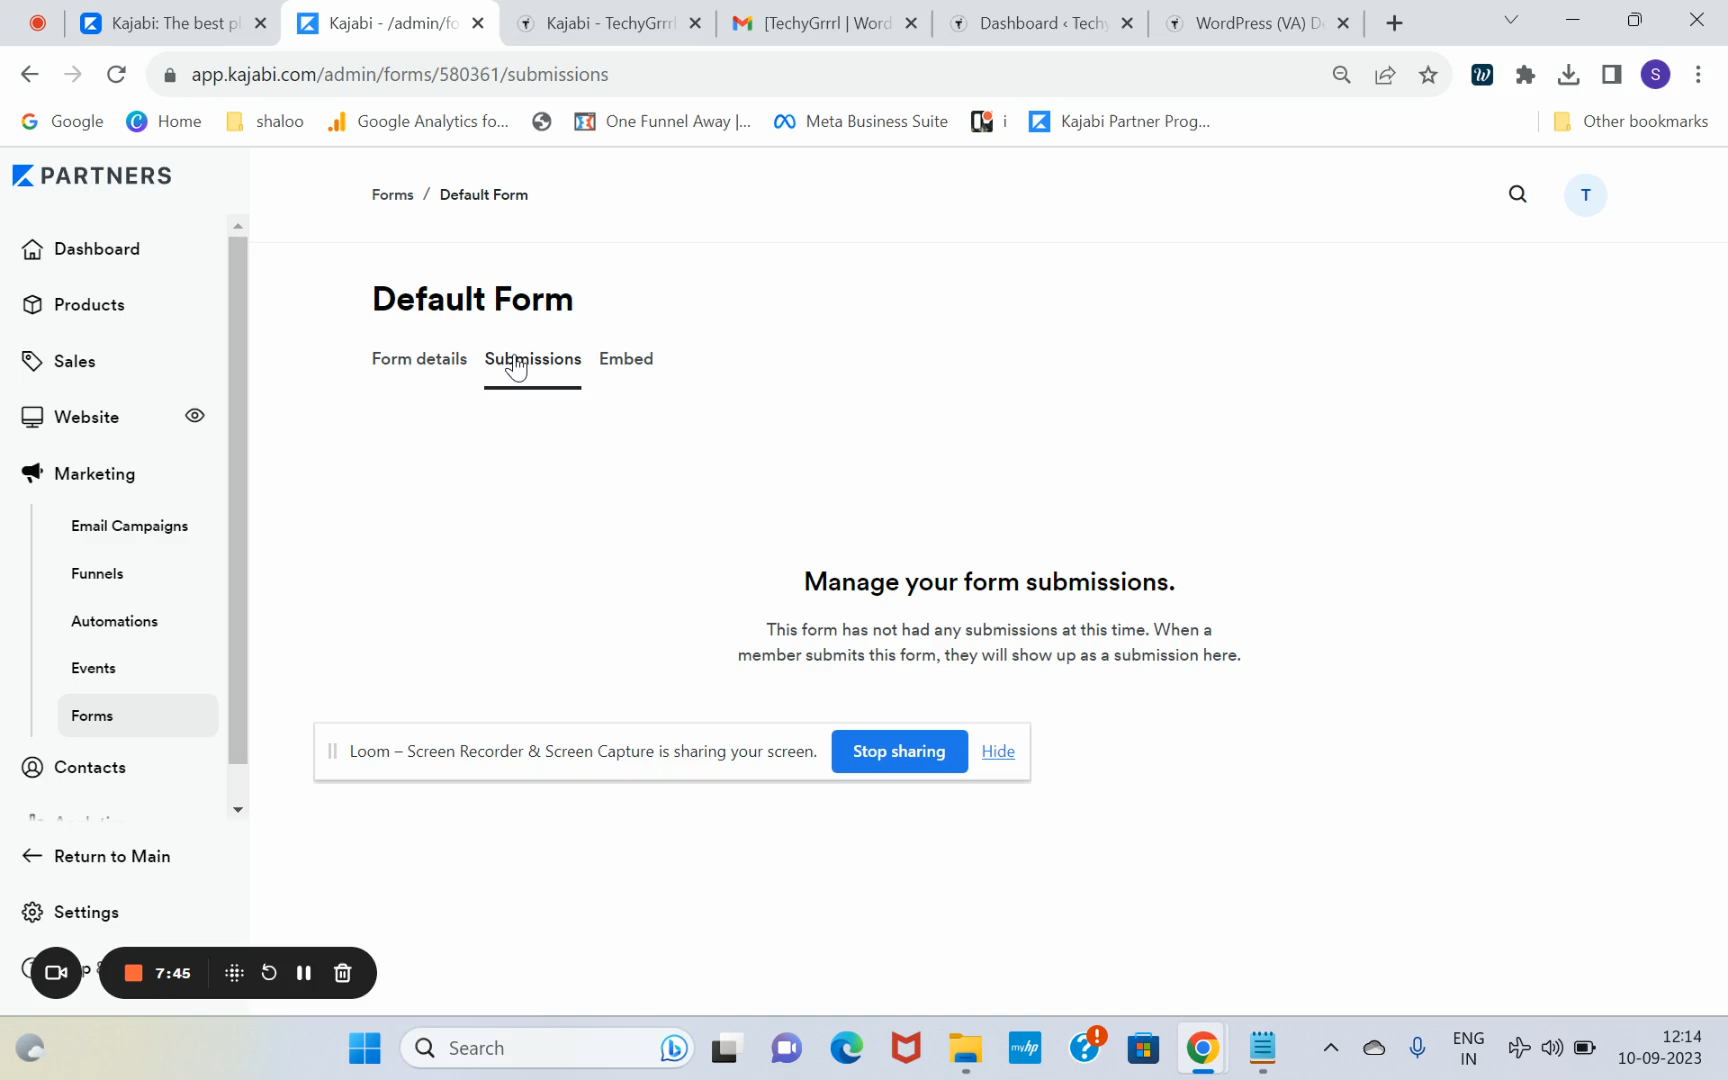 Kajabi: The best pl
Kajabi - /admin/fo
Kajabi - TechyGrrrl
[TechyGrrrl | Word
Dashboard ‹ Techy
WordPress (VA) De
app.kajabi.com/admin/forms/580361/submissions
S
Google
Home
shaloo
Google Analytics fo...
One Funnel Away |...
Meta Business Suite
i
Kajabi Partner Prog...
Other bookmarks
PARTNERS
Forms / Default Form
T
Dashboard
Products
Sales
Website
Marketing
Email Campaigns
Funnels
Automations
Events
Forms
Contacts
Return to Main
Settings
Default Form
Form details Submissions Embed
Manage your form submissions.
This form has not had any submissions at this time. When a
member submits this form, they will show up as a submission here.
Loom – Screen Recorder & Screen Capture is sharing your screen. Stop sharing Hide
7:45
Search
myhp
ENG
IN
12:14
10-09-2023